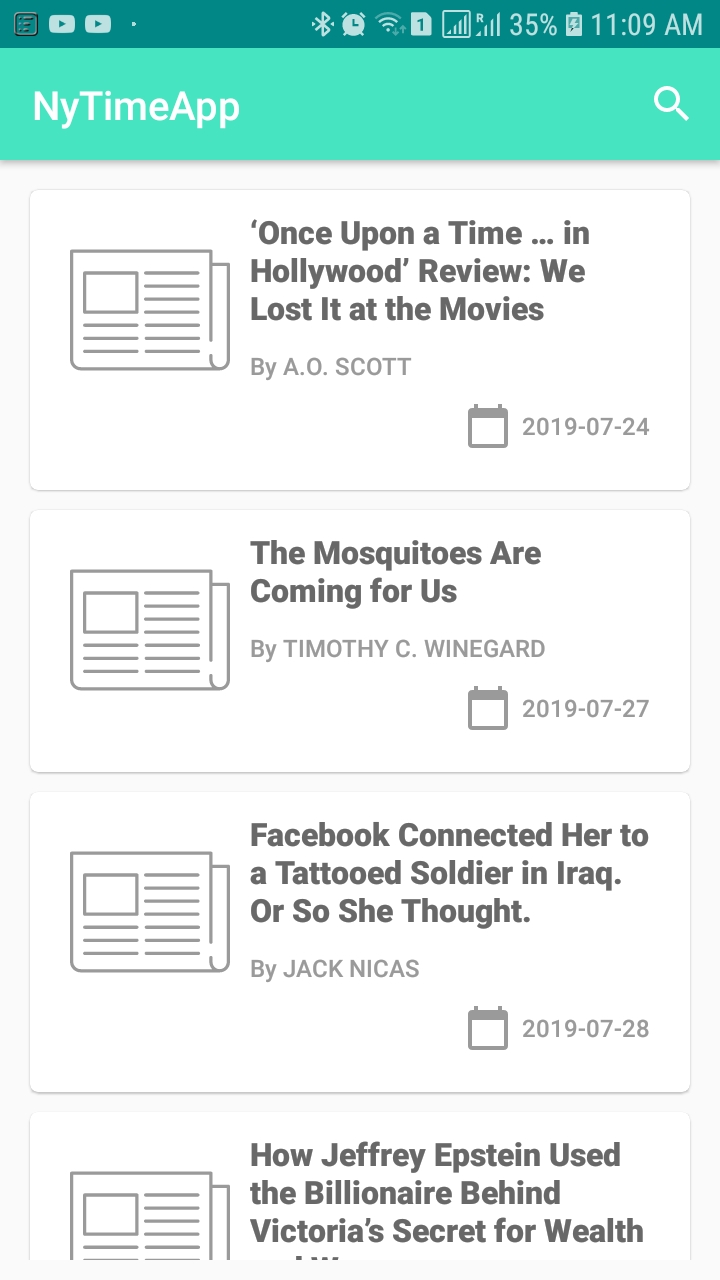 1 R 35% 11:09 AM
NyTimeApp
‘Once Upon a Time … in
Hollywood’ Review: We
Lost It at the Movies
By A.O. SCOTT
2019-07-24
The Mosquitoes Are
Coming for Us
By TIMOTHY C. WINEGARD
2019-07-27
Facebook Connected Her to
a Tattooed Soldier in Iraq.
Or So She Thought.
By JACK NICAS
2019-07-28
How Jeffrey Epstein Used
the Billionaire Behind
Victoria’s Secret for Wealth